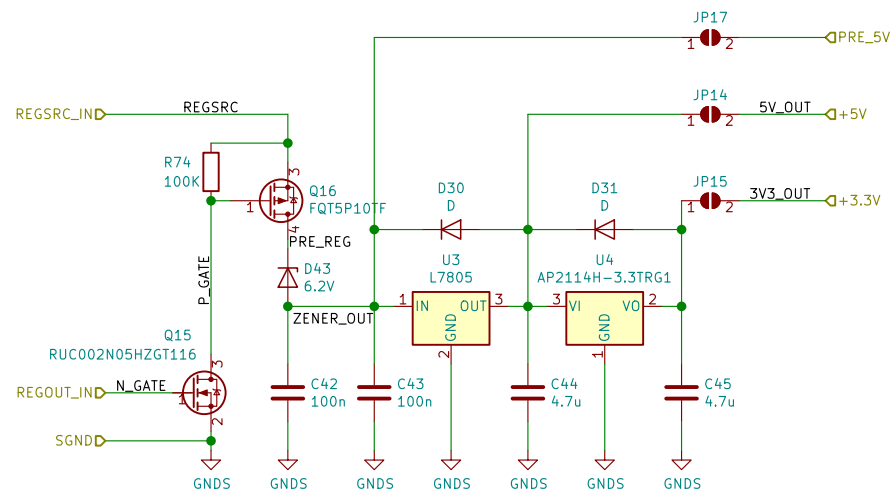 JP17
1 2
PRE_5V
JP14
REGSRC_IN
REGSRC
1 2
5V_OUT
+5V
R74
100K
3
Q16
FQT5P10TF
1
4
D30
D
D31
D
JP15
1 2
3V3_OUT
+3.3V
PRE_REG
P_GATE
D43
6.2V
U3
L7805
U4
AP2114H-3.3TRG1
ZENER_OUT
1
IN
OUT
3
GND
2
3
VI
VO
2
GND
1
Q15
RUC002N05HZGT116
3
REGOUT_IN
N_GATE
1
2
C42
100n
C43
100n
C44
4.7u
C45
4.7u
SGND
GNDS
GNDS
GNDS
GNDS
GNDS
GNDS
GNDS